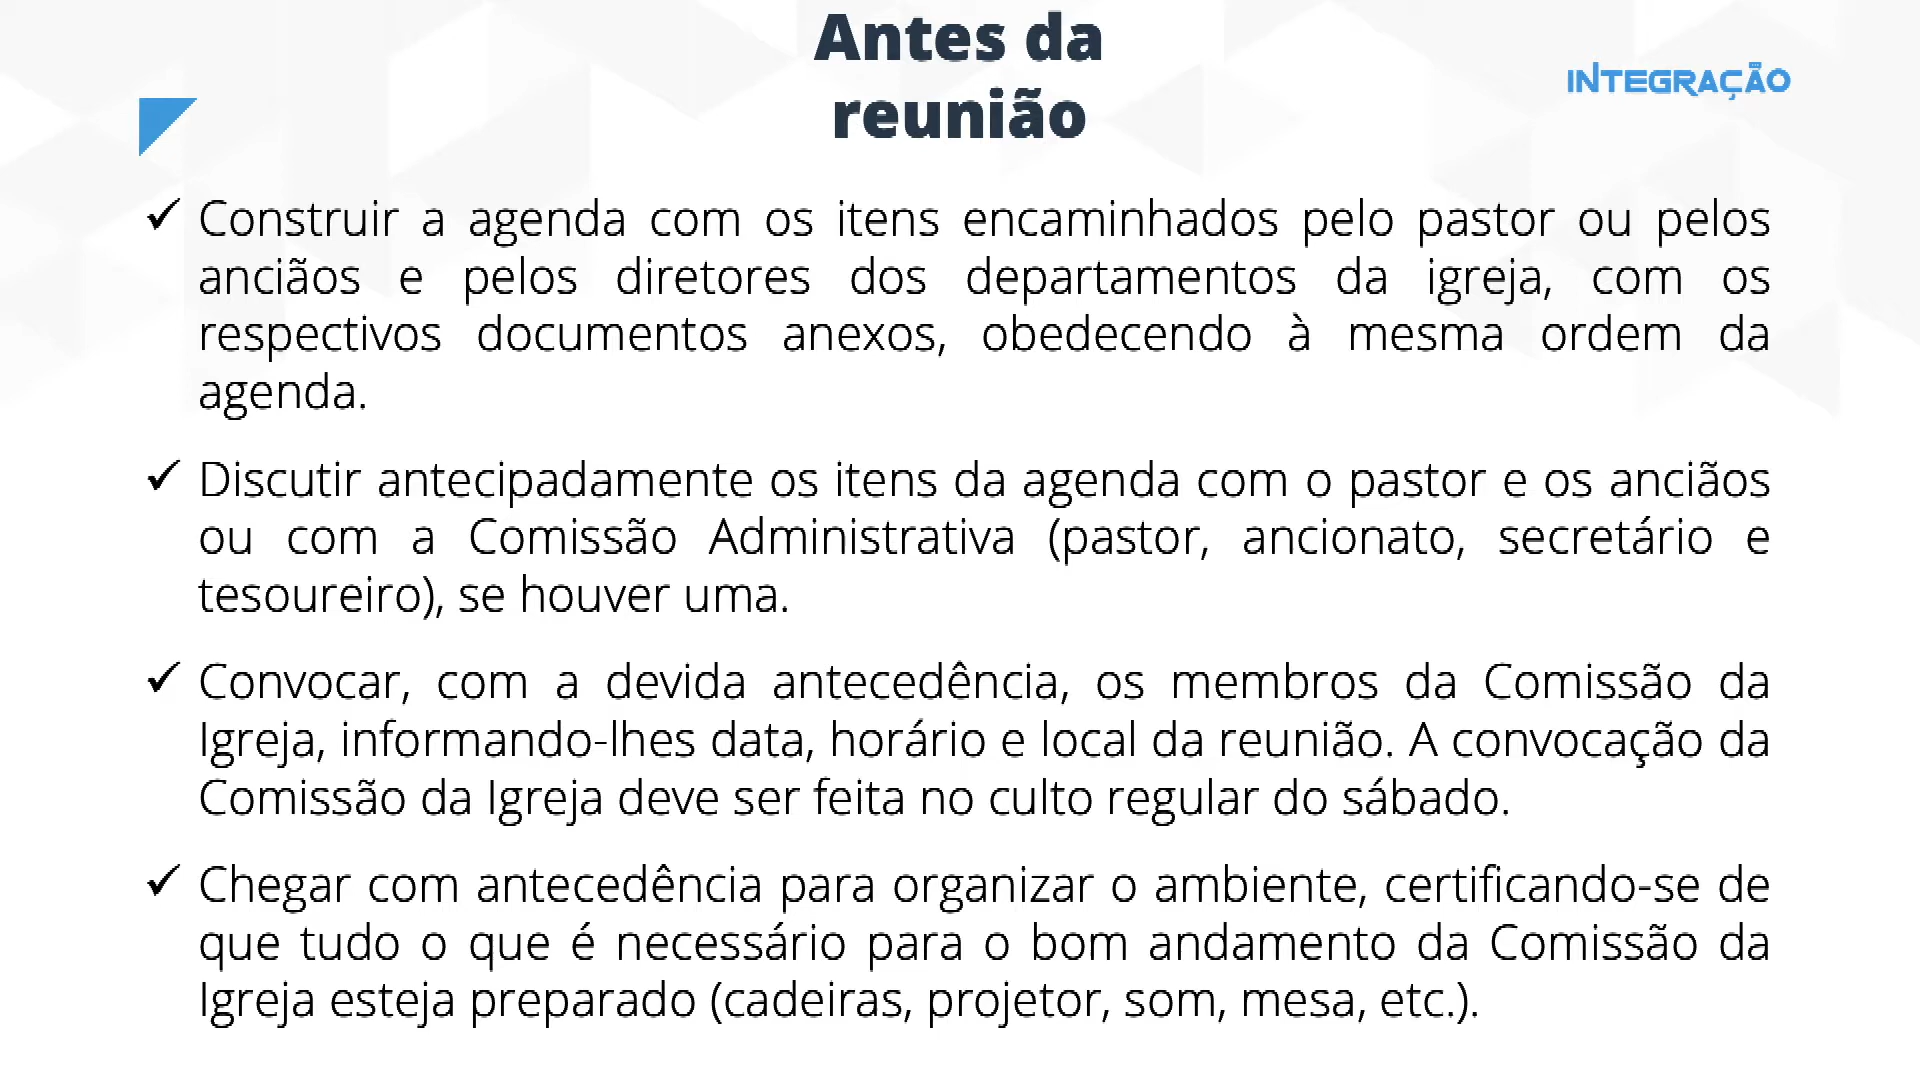 Antes da
reunião
INTEGRAÇÃO
✓ Construir a agenda com os itens encaminhados pelo pastor ou pelos
anciãos e pelos diretores dos departamentos da igreja, com os
respectivos documentos anexos, obedecendo à mesma ordem da
agenda.
✓ Discutir antecipadamente os itens da agenda com o pastor e os anciãos
ou com a Comissão Administrativa (pastor, ancionato, secretário e
tesoureiro), se houver uma.
✓ Convocar, com a devida antecedência, os membros da Comissão da
Igreja, informando-lhes data, horário e local da reunião. A convocação da
Comissão da Igreja deve ser feita no culto regular do sábado.
✓ Chegar com antecedência para organizar o ambiente, certificando-se de
que tudo o que é necessário para o bom andamento da Comissão da
Igreja esteja preparado (cadeiras, projetor, som, mesa, etc.).